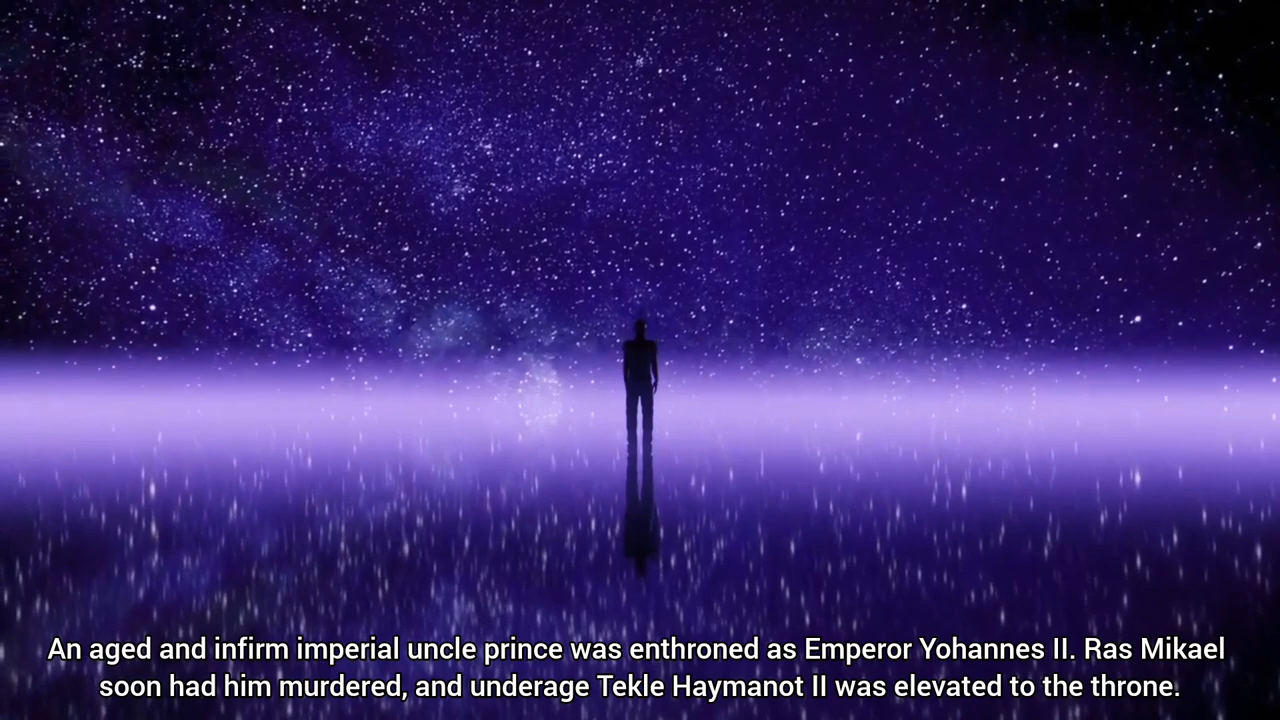 An aged and infirm imperial uncle prince was enthroned as Emperor Yohannes II. Ras Mikael
soon had him murdered, and underage Tekle Haymanot II was elevated to the throne.